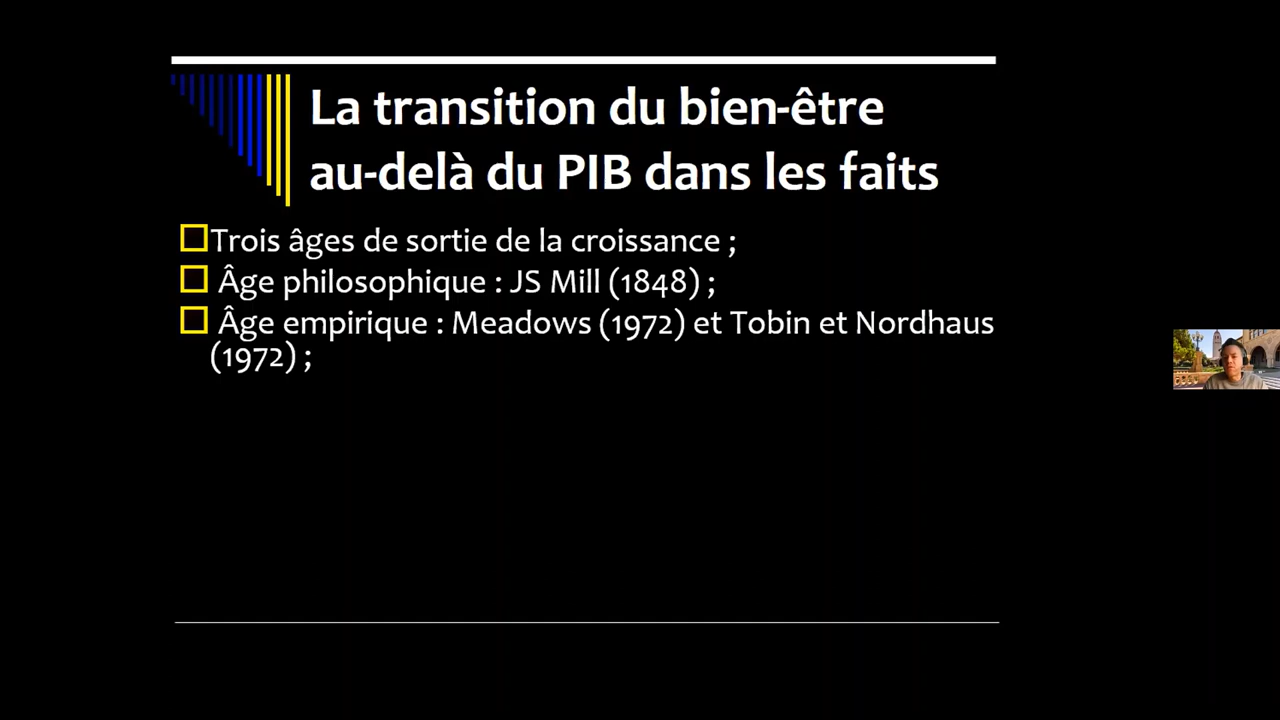 La transition du bien-être
au-delà du PIB dans les faits
Trois âges de sortie de la croissance ;
Âge philosophique : JS Mill (1848) ;
Âge empirique : Meadows (1972) et Tobin et Nordhaus
(1972) ;